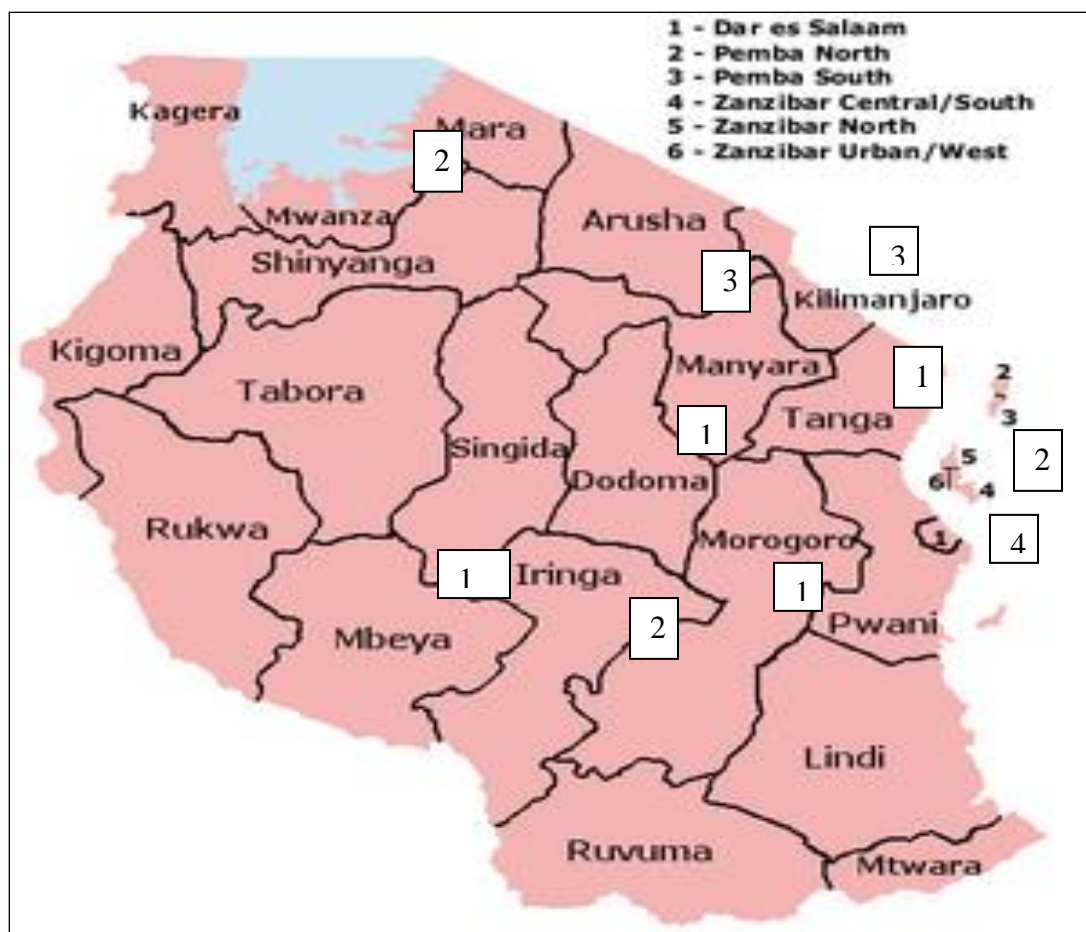 1 - Dar es Salaam
2 - Pemba North
3 - Pemba South
4 - Zanzibar Central/South
5 - Zanzibar North
6 - Zanzibar Urban/West
Kagera
Mara
2
Mwanza
Arusha
Shinyanga
3
3
Kilimanjaro
Kigoma
Tabora
Manyara
1
2
3
Tanga
1
Singida
Dodoma
5
2
6
4
Rukwa
Morogoro
1
4
1
Iringa
1
2
Mbeya
Pwani
Lindi
Ruvuma
Mtwara